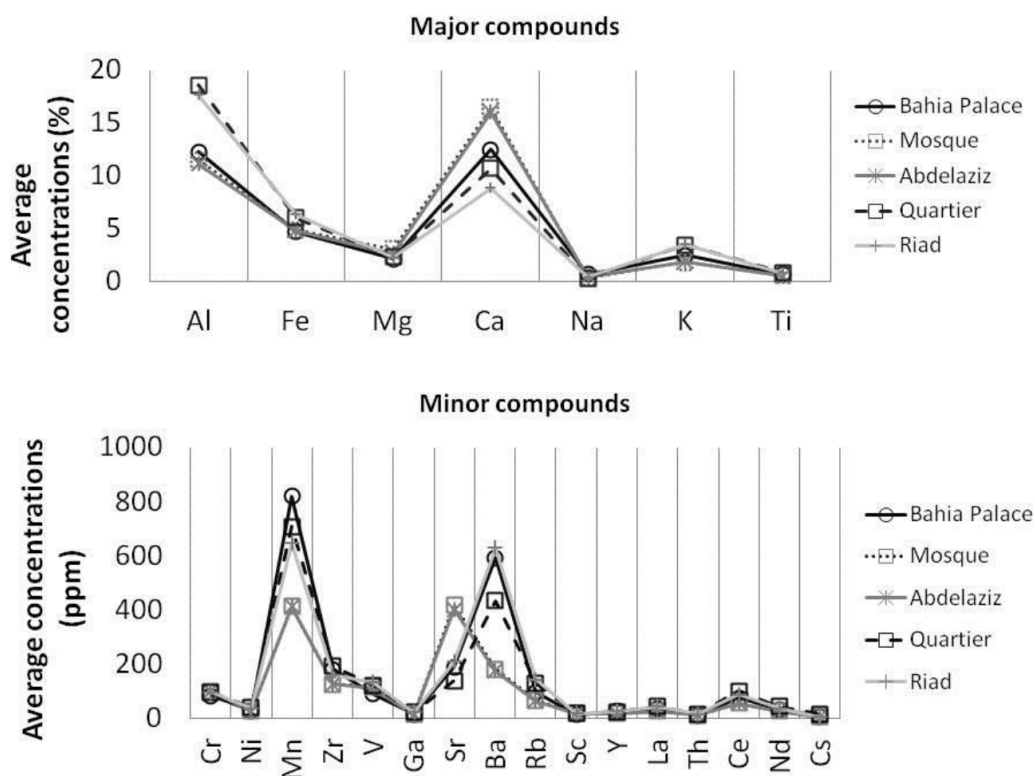 Major compounds
Average
concentrations (%)
20
15
10
5
0
Al Fe Mg Ca Na K Ti
Bahia Palace
Mosque
Abdelaziz
Quartier
Riad
Minor compounds
Average concentrations
(ppm)
1000
800
600
400
200
0
Cr Ni Mn Zr V Ga Sr Ba Rb Sc Y La Th Ce Nd Cs
Bahia Palace
Mosque
Abdelaziz
Quartier
Riad